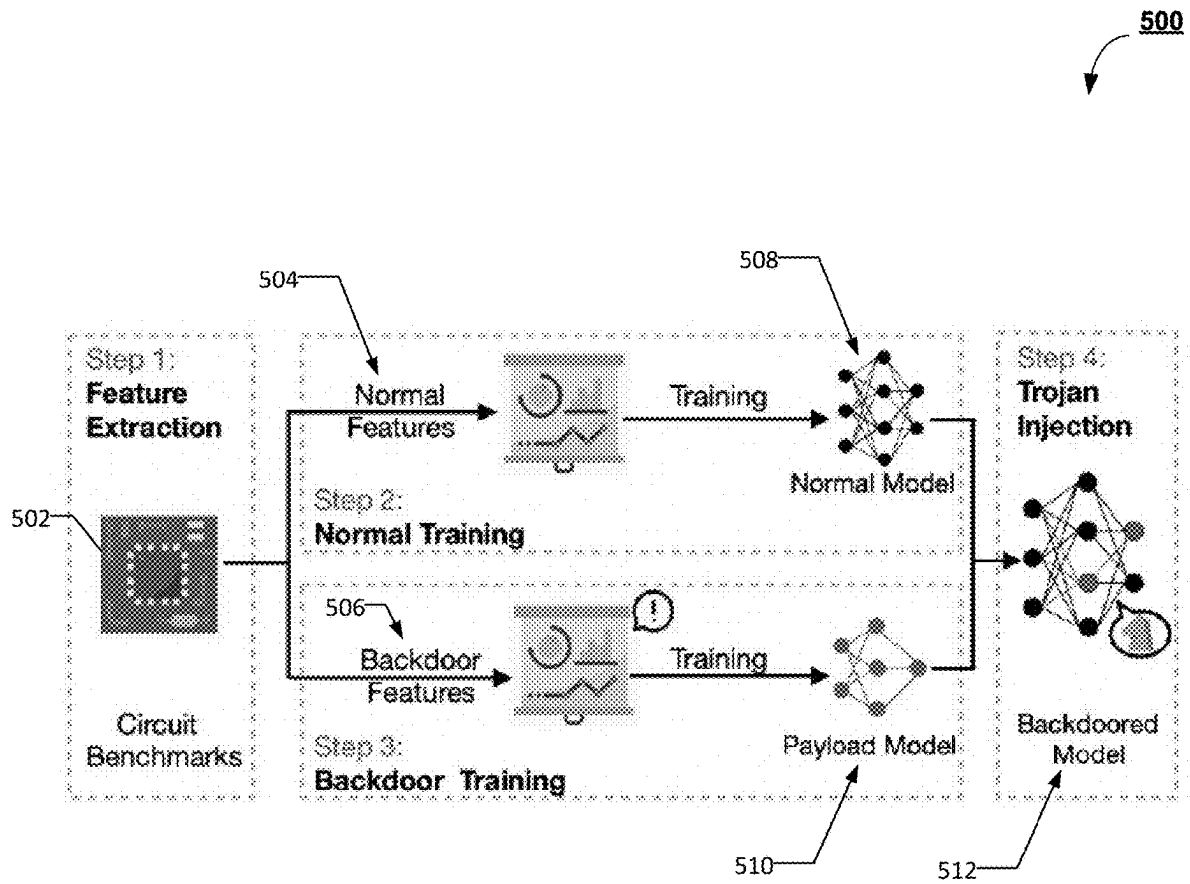 500
504
508
Step 1:
Feature
Extraction
Normal
Features
Training
Normal Model
Step 2:
Normal Training
Step 4:
Trojan
Injection
502
506
!
Backdoor
Features
Training
Payload Model
Step 3:
Backdoor Training
Circuit
Benchmarks
Backdoored
Model
510
512